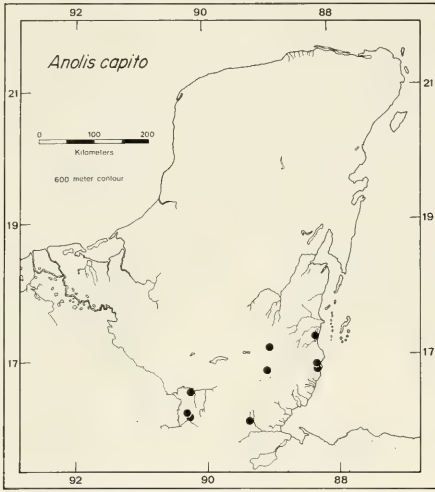 92 90 88
Anolis capito
21 21
0 100 200
Kilometers
600 meter contour
19 19
17 17
92 90 88